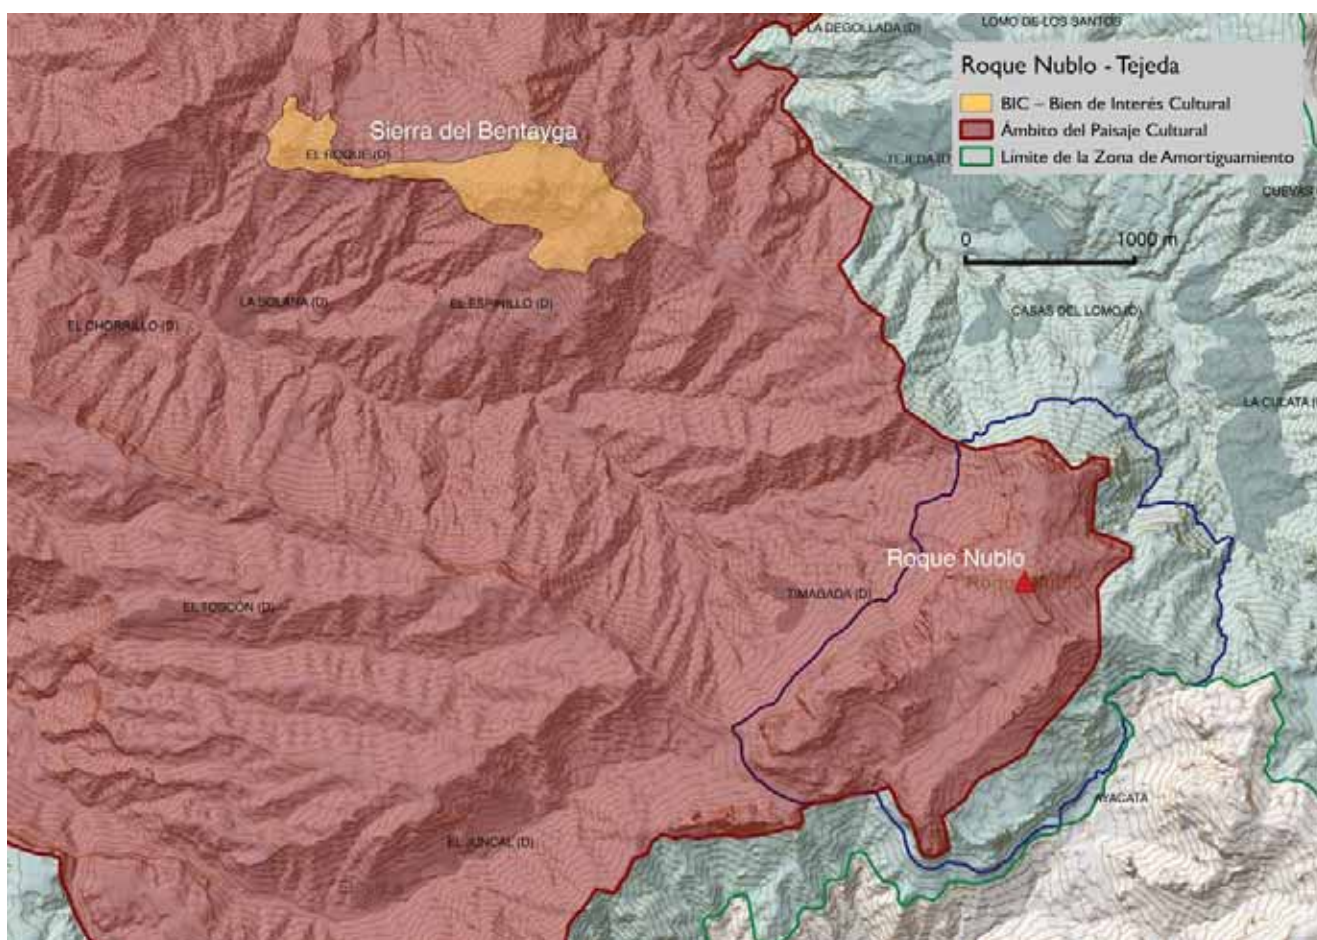 LA DEGOLLADA (D)
LOMO DE LOS SANTOS
Roque Nublo - Tejeda
BIC – Bien de Interés Cultural
Ámbito del Paisaje Cultural
Límite de la Zona de Amortiguamiento
Sierra del Bentayga
EL ROQUE (D)
TEJEDA (D
CUEVAS
0
1000 m
LA SOLANA (D)
EL ESPINILLO (D)
CASAS DEL LOMO (D)
EL CHORRILLO (D)
LA CULATA (
Roque Nublo
TIMAGADA (D)
EL TOSCÓN (D)
AYACATA
EL JUNCAL (D)